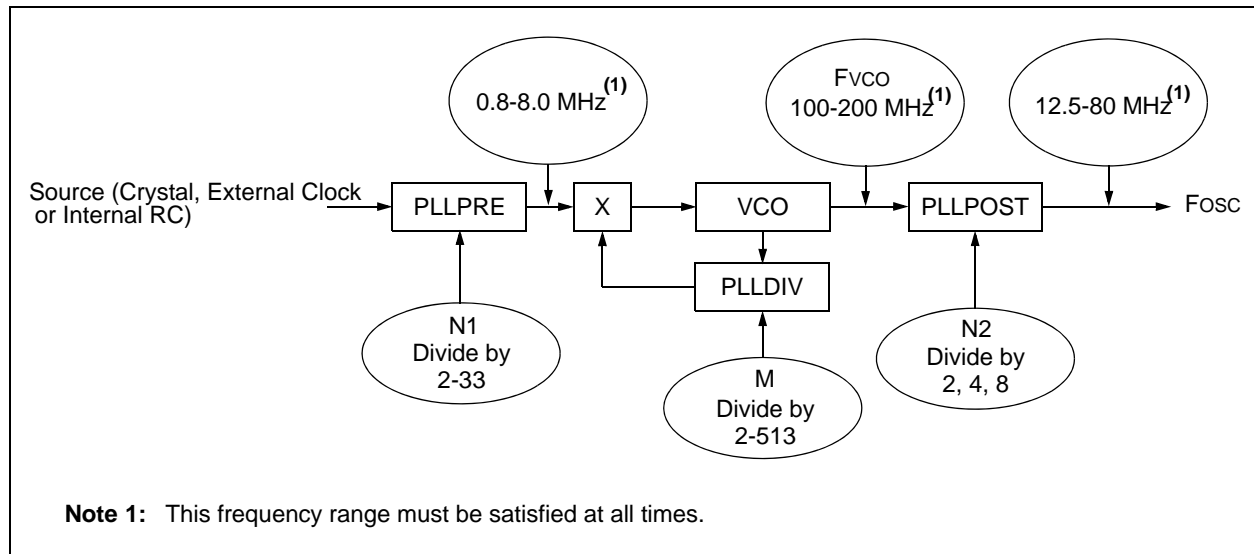 0.8-8.0 MHz(1)
FVCO
100-200 MHz(1)
12.5-80 MHz(1)
Source (Crystal, External Clock
or Internal RC)
PLLPRE
X
VCO
PLLPOST
FOSC
PLLDIV
N1
Divide by
2-33
M
Divide by
2-513
N2
Divide by
2, 4, 8
Note 1: This frequency range must be satisfied at all times.